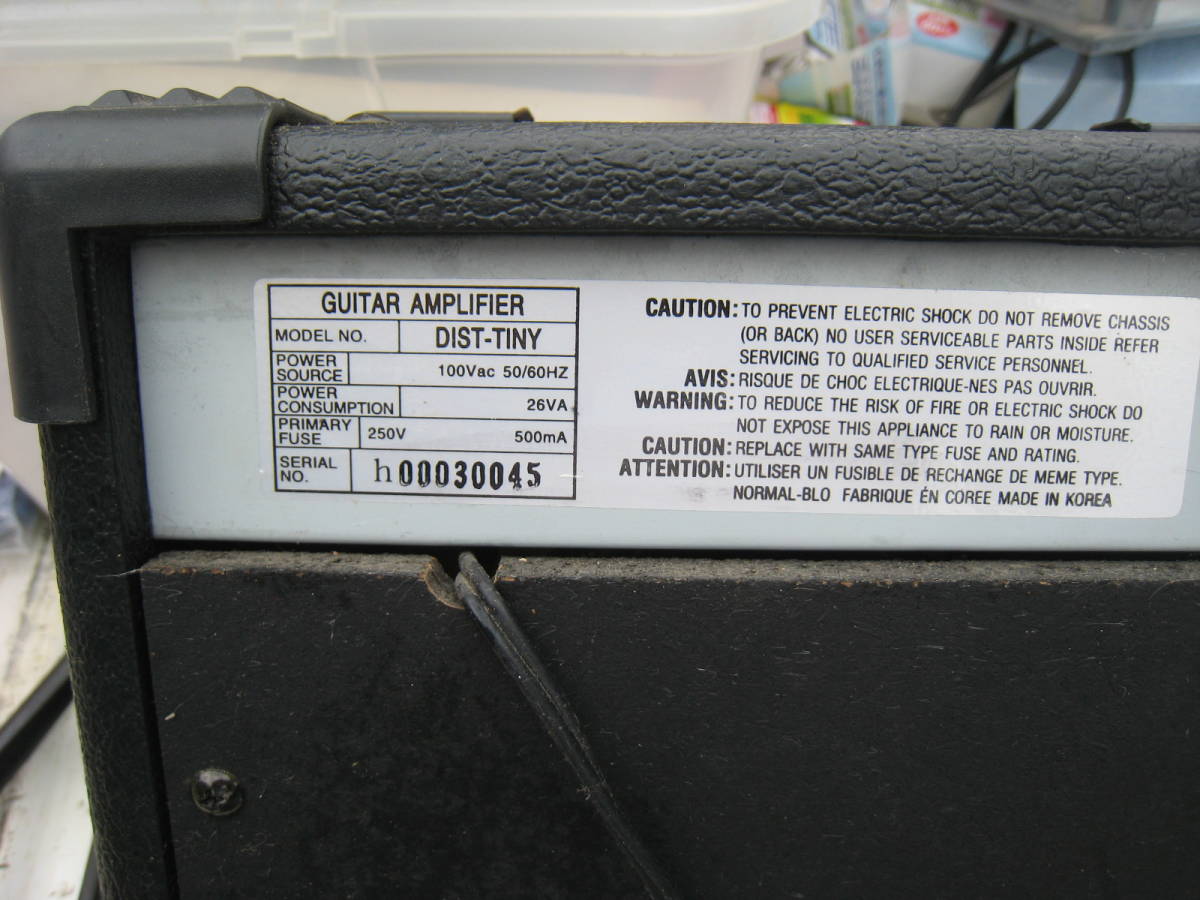 GUITAR AMPLIFIER
MODEL NO. DIST-TINY
POWER
SOURCE 100Vac 50/60HZ
POWER
CONSUMPTION 26VA
PRIMARY
FUSE 250V 500mA
SERIAL
NO. h00030045
CAUTION: TO PREVENT ELECTRIC SHOCK DO NOT REMOVE CHASSIS
(OR BACK) NO USER SERVICEABLE PARTS INSIDE REFER
SERVICING TO QUALIFIED SERVICE PERSONNEL.
AVIS: RISQUE DE CHOC ELECTRIQUE-NES PAS OUVRIR.
WARNING: TO REDUCE THE RISK OF FIRE OR ELECTRIC SHOCK DO
NOT EXPOSE THIS APPLIANCE TO RAIN OR MOISTURE.
CAUTION: REPLACE WITH SAME TYPE FUSE AND RATING.
ATTENTION: UTILISER UN FUSIBLE DE RECHANGE DE MEME TYPE.
NORMAL-BLO FABRIQUE ÉN COREE MADE IN KOREA